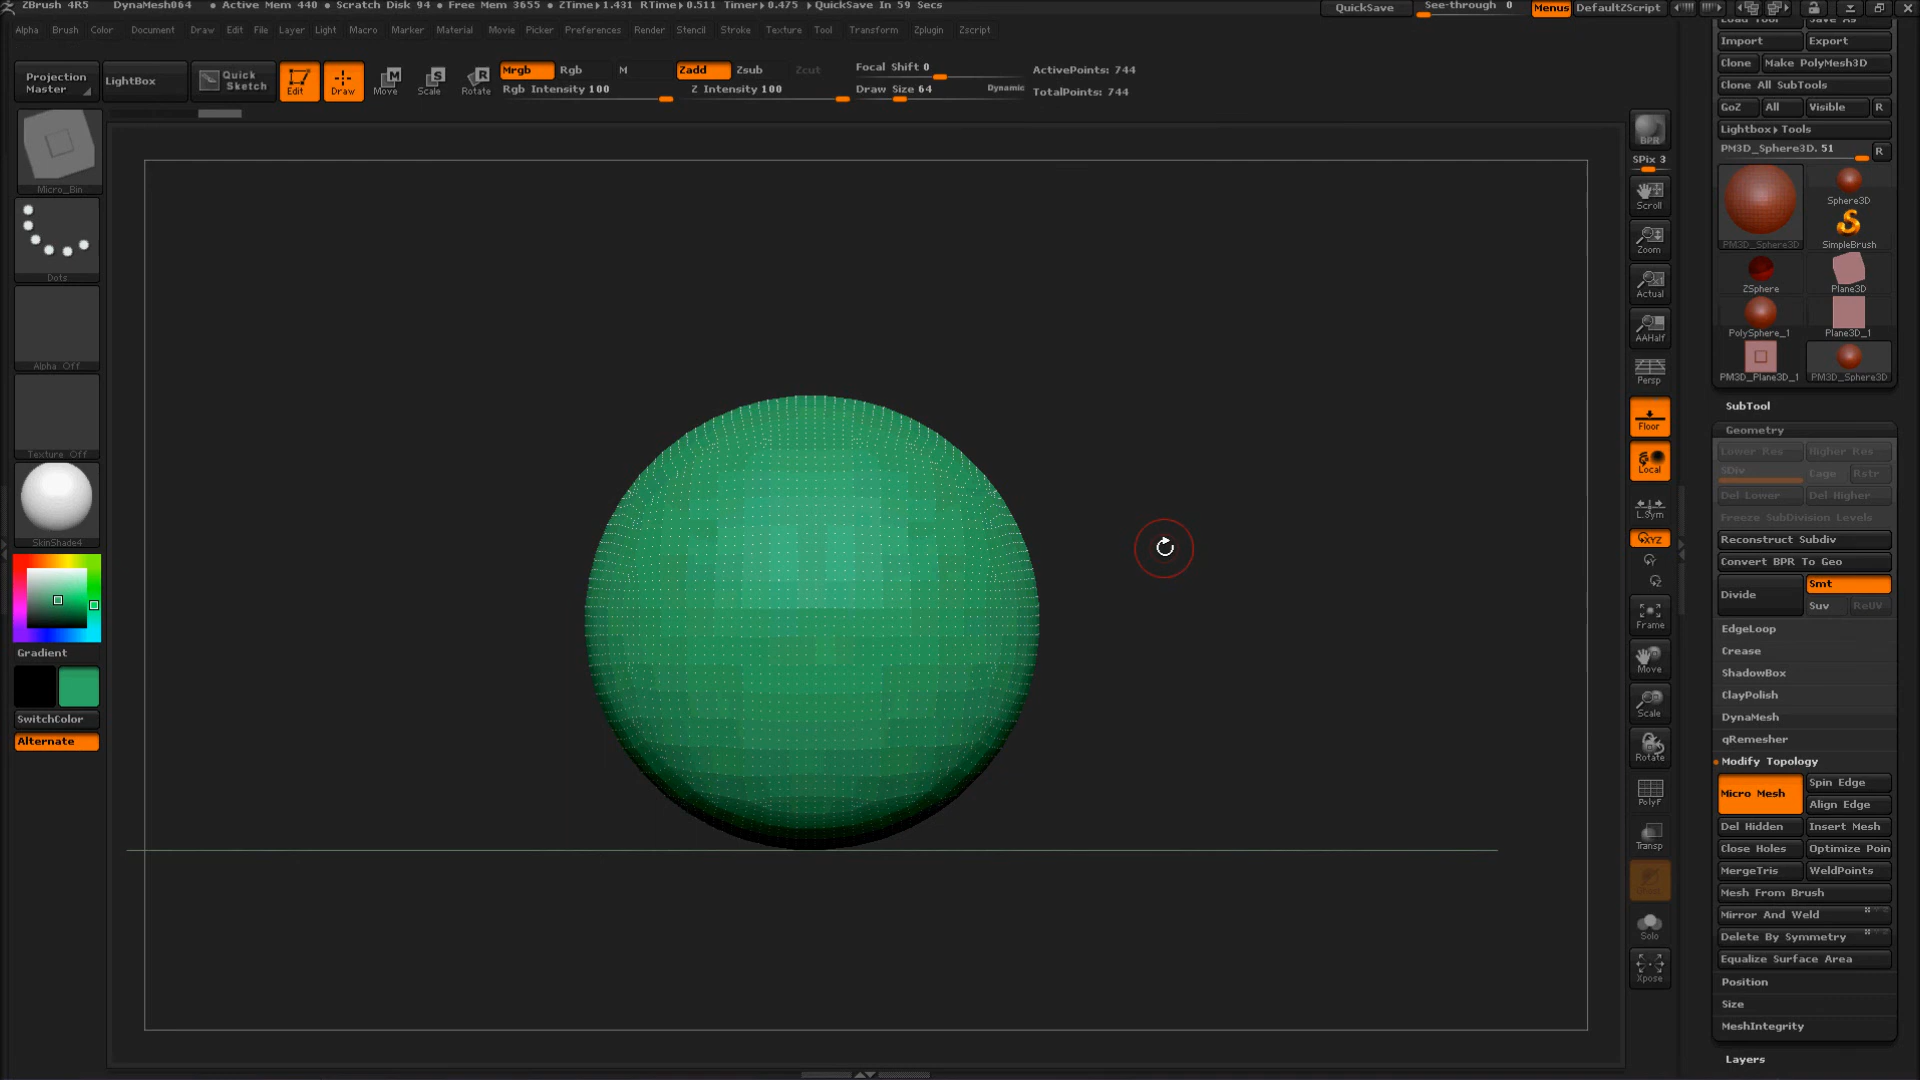 ZBrush 4R5 DynaMesh064 • Active Mem 440 • Scratch Disk 94 • Free Mem 3655 • ZTime▸1.431 RTime▸0.511 Timer▸0.475 ▸QuickSave In 59 Secs
QuickSave See-through 0 Menus DefaultZScript
Alpha Brush Color Document Draw Edit File Layer Light Macro Marker Material Movie Picker Preferences Render Stencil Stroke Texture Tool Transform Zplugin Zscript
Projection Master
LightBox
Quick Sketch
Edit
Draw
Move
Scale
Rotate
Mrgb Rgb M
Rgb Intensity 100
Zadd Zsub Zcut
Z Intensity 100
Focal Shift 0
Draw Size 64 Dynamic
ActivePoints: 744
TotalPoints: 744
Micro_Bin
Dots
Alpha Off
Texture Off
SkinShade4
Gradient
SwitchColor
Alternate
BPR
SPix 3
Scroll
Zoom
Actual
AAHalf
Persp
Floor
Local
L.Sym
XYZ
Frame
Move
Scale
Rotate
PolyF
Transp
Solo
Xpose
Load Tool Save As
Import Export
Clone Make PolyMesh3D
Clone All SubTools
GoZ All Visible R
Lightbox▸Tools
PM3D_Sphere3D. 51 R
PM3D_Sphere3D
Sphere3D
SimpleBrush
ZSphere
Plane3D
PolySphere_1
Plane3D_1
PM3D_Plane3D_1
PM3D_Sphere3D
SubTool
Geometry
Lower Res Higher Res
SDiv Cage Rstr
Del Lower Del Higher
Freeze SubDivision Levels
Reconstruct Subdiv
Convert BPR To Geo
Divide
Smt
Suv ReUV
EdgeLoop
Crease
ShadowBox
ClayPolish
DynaMesh
qRemesher
Modify Topology
Micro Mesh
Spin Edge
Align Edge
Del Hidden Insert Mesh
Close Holes Optimize Poin
MergeTris WeldPoints
Mesh From Brush
Mirror And Weld
Delete By Symmetry
Equalize Surface Area
Position
Size
MeshIntegrity
Layers